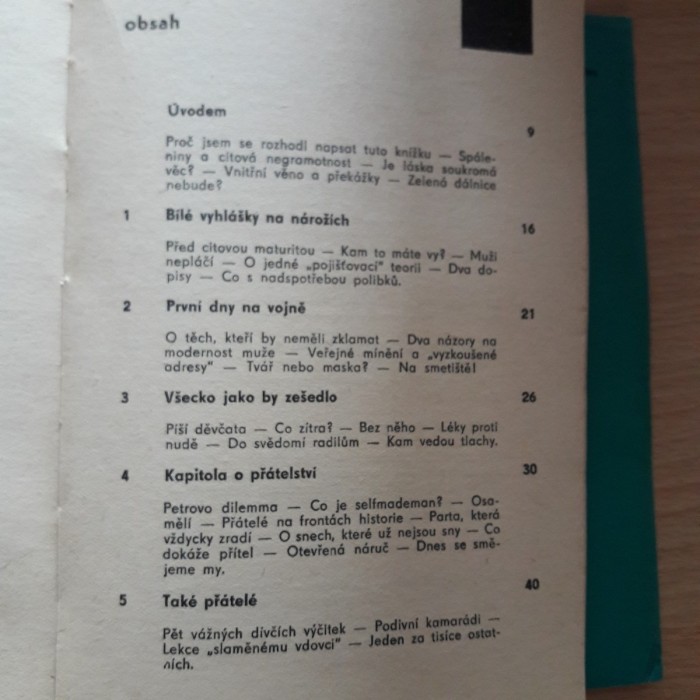 obsah
Úvodem 9
Proč jsem se rozhodl napsat tuto knížku — Spále-
niny a citová negramotnost — Je láska soukromá
věc? — Vnitřní věno a překážky — Zelená dálnice
nebude?
1 Bílé vyhlášky na nárožích 16
Před citovou maturitou — Kam to máte vy? — Muži
nepláčí — O jedné „pojišťovací" teorii — Dva do-
pisy — Co s nadspotřebou polibků.
2 První dny na vojně 21
O těch, kteří by neměli zklamat — Dva názory na
modernost muže — Veřejné mínění a „vyzkoušené
adresy" — Tvář nebo maska? — Na smetiště!
3 Všecko jako by zešedlo 26
Píší děvčata — Co zítra? — Bez něho — Léky proti
nudě — Do svědomí radilům — Kam vedou tlachy.
4 Kapitola o přátelství 30
Petrovo dilemma — Co je selfmademan? — Osa-
mělí — Přátelé na frontách historie — Parta, která
vždycky zradí — O snech, které už nejsou sny — Co
dokáže přítel — Otevřená náruč — Dnes se smě-
jeme my.
5 Také přátelé 40
Pět vážných dívčích výčitek — Podivní kamarádi —
Lekce „slaměnému vdovci" — Jeden za tisíce ostat-
ních.